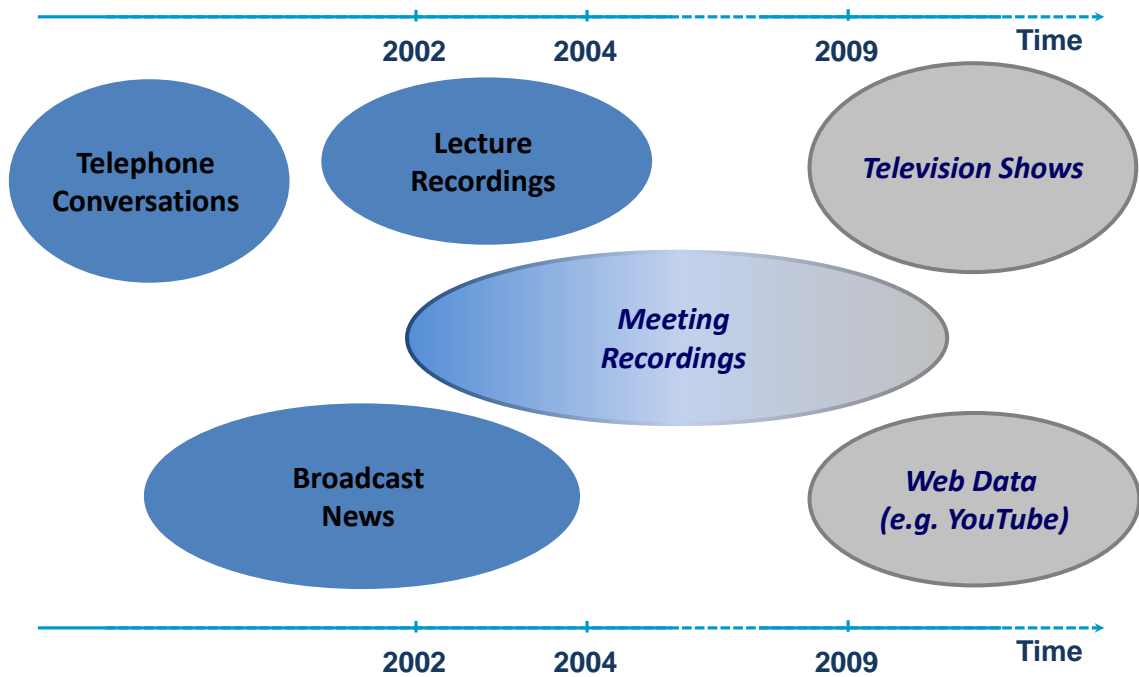 Time
2002 2004 2009
Telephone
Conversations
Lecture
Recordings
Television Shows
Meeting
Recordings
Broadcast
News
Web Data
(e.g. YouTube)
2002 2004 2009
Time